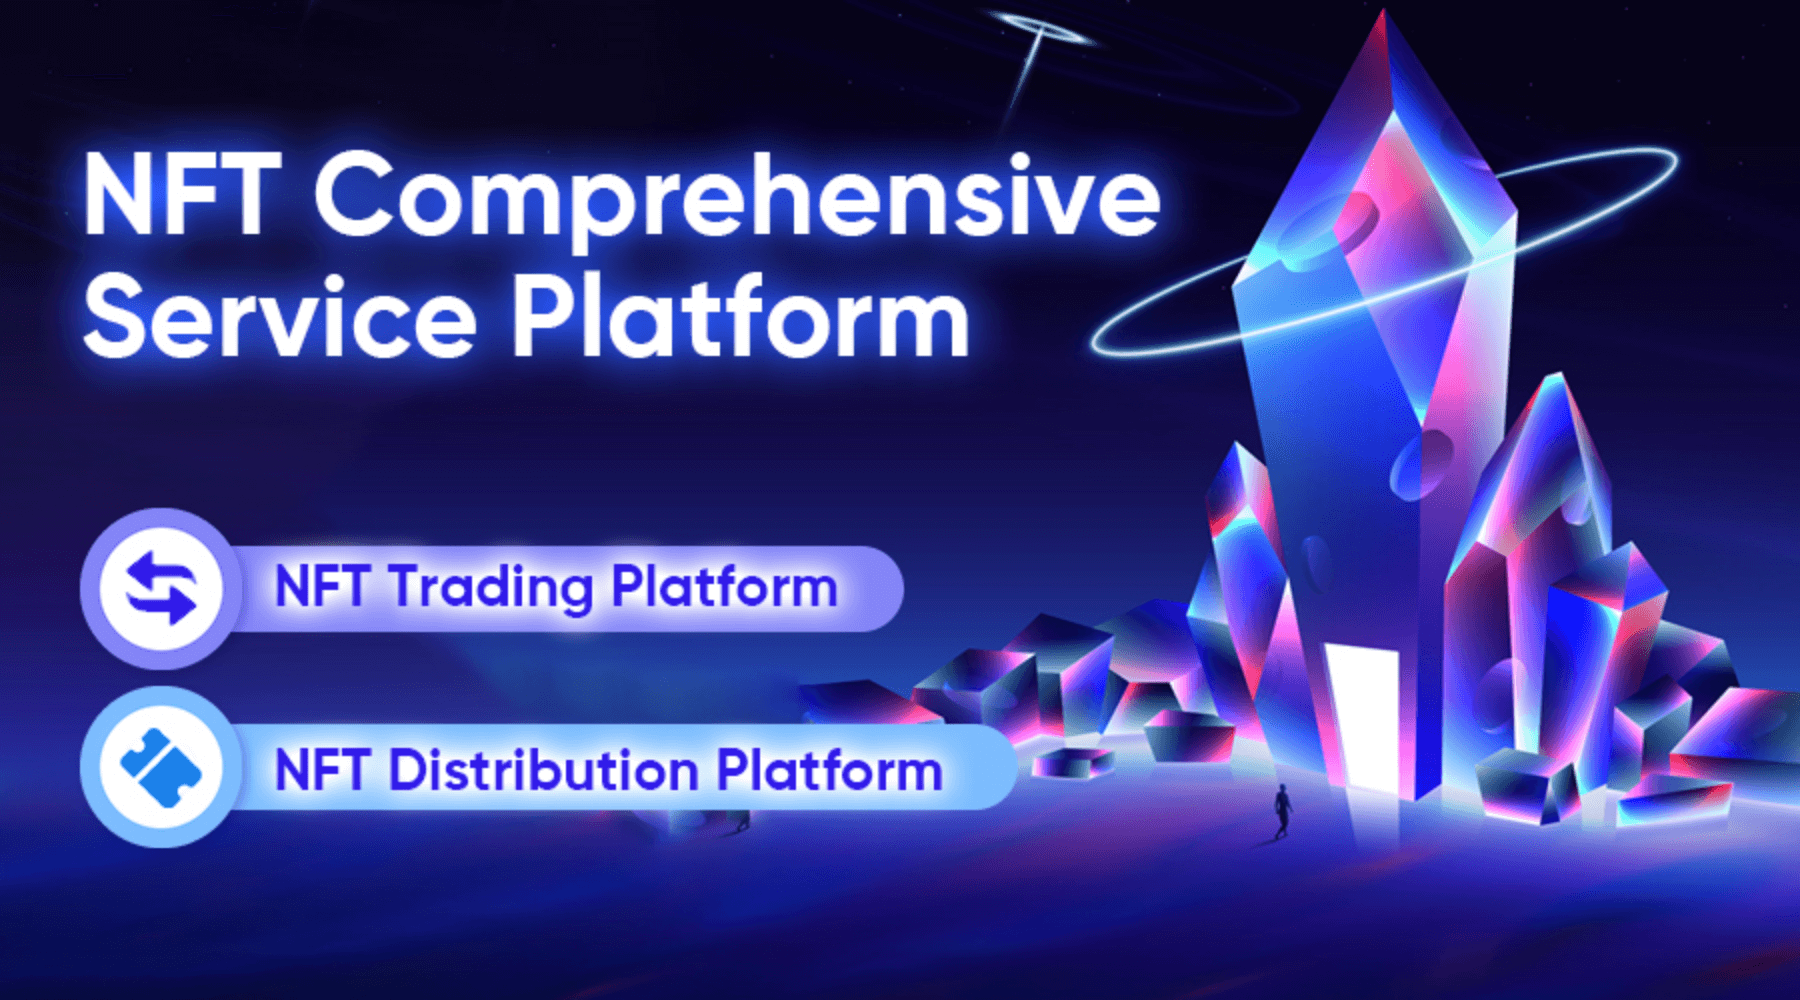 NFT Comprehensive
Service Platform
NFT Trading Platform
NFT Distribution Platform